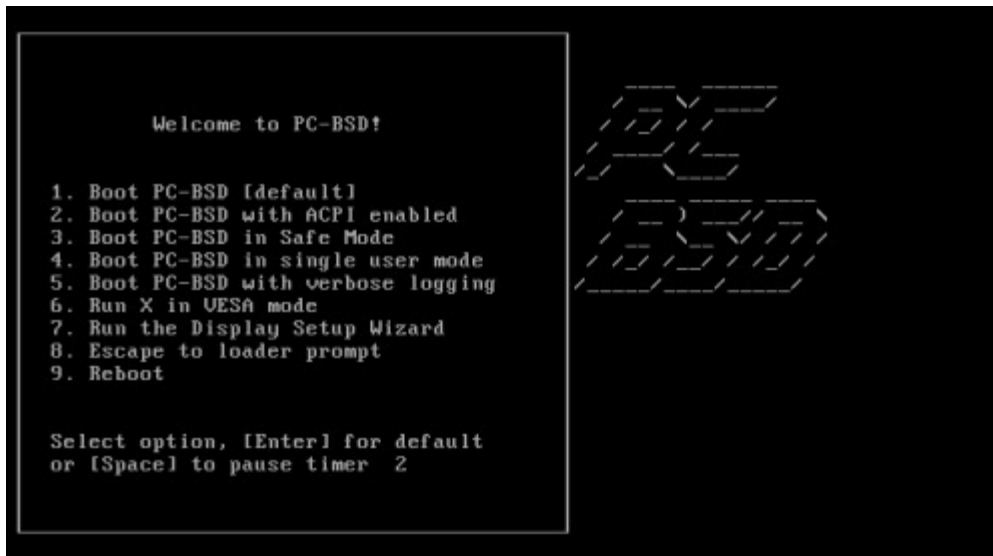 Welcome to PC-BSD!
1. Boot PC-BSD [default]
2. Boot PC-BSD with ACPI enabled
3. Boot PC-BSD in Safe Mode
4. Boot PC-BSD in single user mode
5. Boot PC-BSD with verbose logging
6. Run X in VESA mode
7. Run the Display Setup Wizard
8. Escape to loader prompt
9. Reboot
Select option, [Enter] for default
or [Space] to pause timer 2
PC
BSD